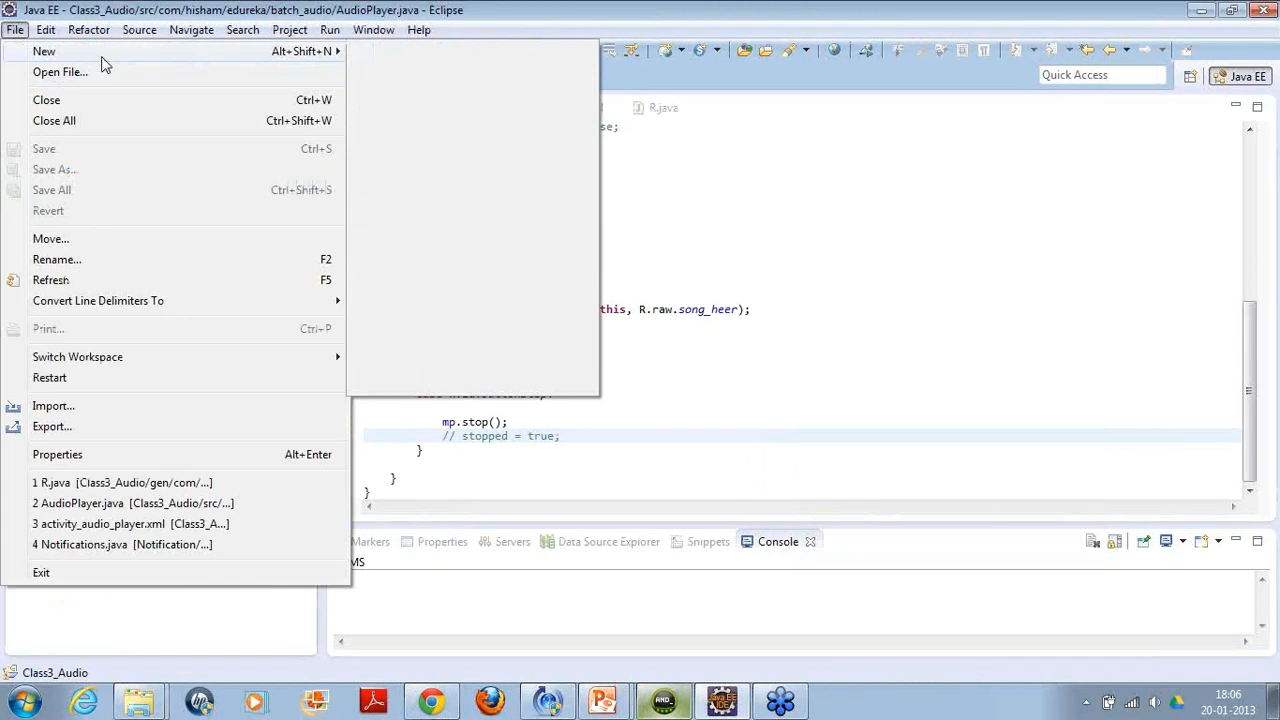 Java EE - Class3_Audio/src/com/hisham/edureka/batch_audio/AudioPlayer.java - Eclipse
File Edit Refactor Source Navigate Search Project Run Window Help
New Alt+Shift+N
Open File...
Quick Access
Java EE
Close Ctrl+W
R.java
Close All Ctrl+Shift+W
se;
Save Ctrl+S
Save As...
Save All Ctrl+Shift+S
Revert
Move...
Rename... F2
Refresh F5
Convert Line Delimiters To
this, R.raw.song_heer);
Print... Ctrl+P
Switch Workspace
Restart
Import...
mp.stop();
Export...
// stopped = true;
}
Properties Alt+Enter
}
1 R.java [Class3_Audio/gen/com/...]
}
2 AudioPlayer.java [Class3_Audio/src/...]
3 activity_audio_player.xml [Class3_A...]
4 Notifications.java [Notification/...]
Markers Properties Servers Data Source Explorer Snippets Console
MS
Exit
Class3_Audio
AND
Java EE
IDE
18:06
20-01-2013